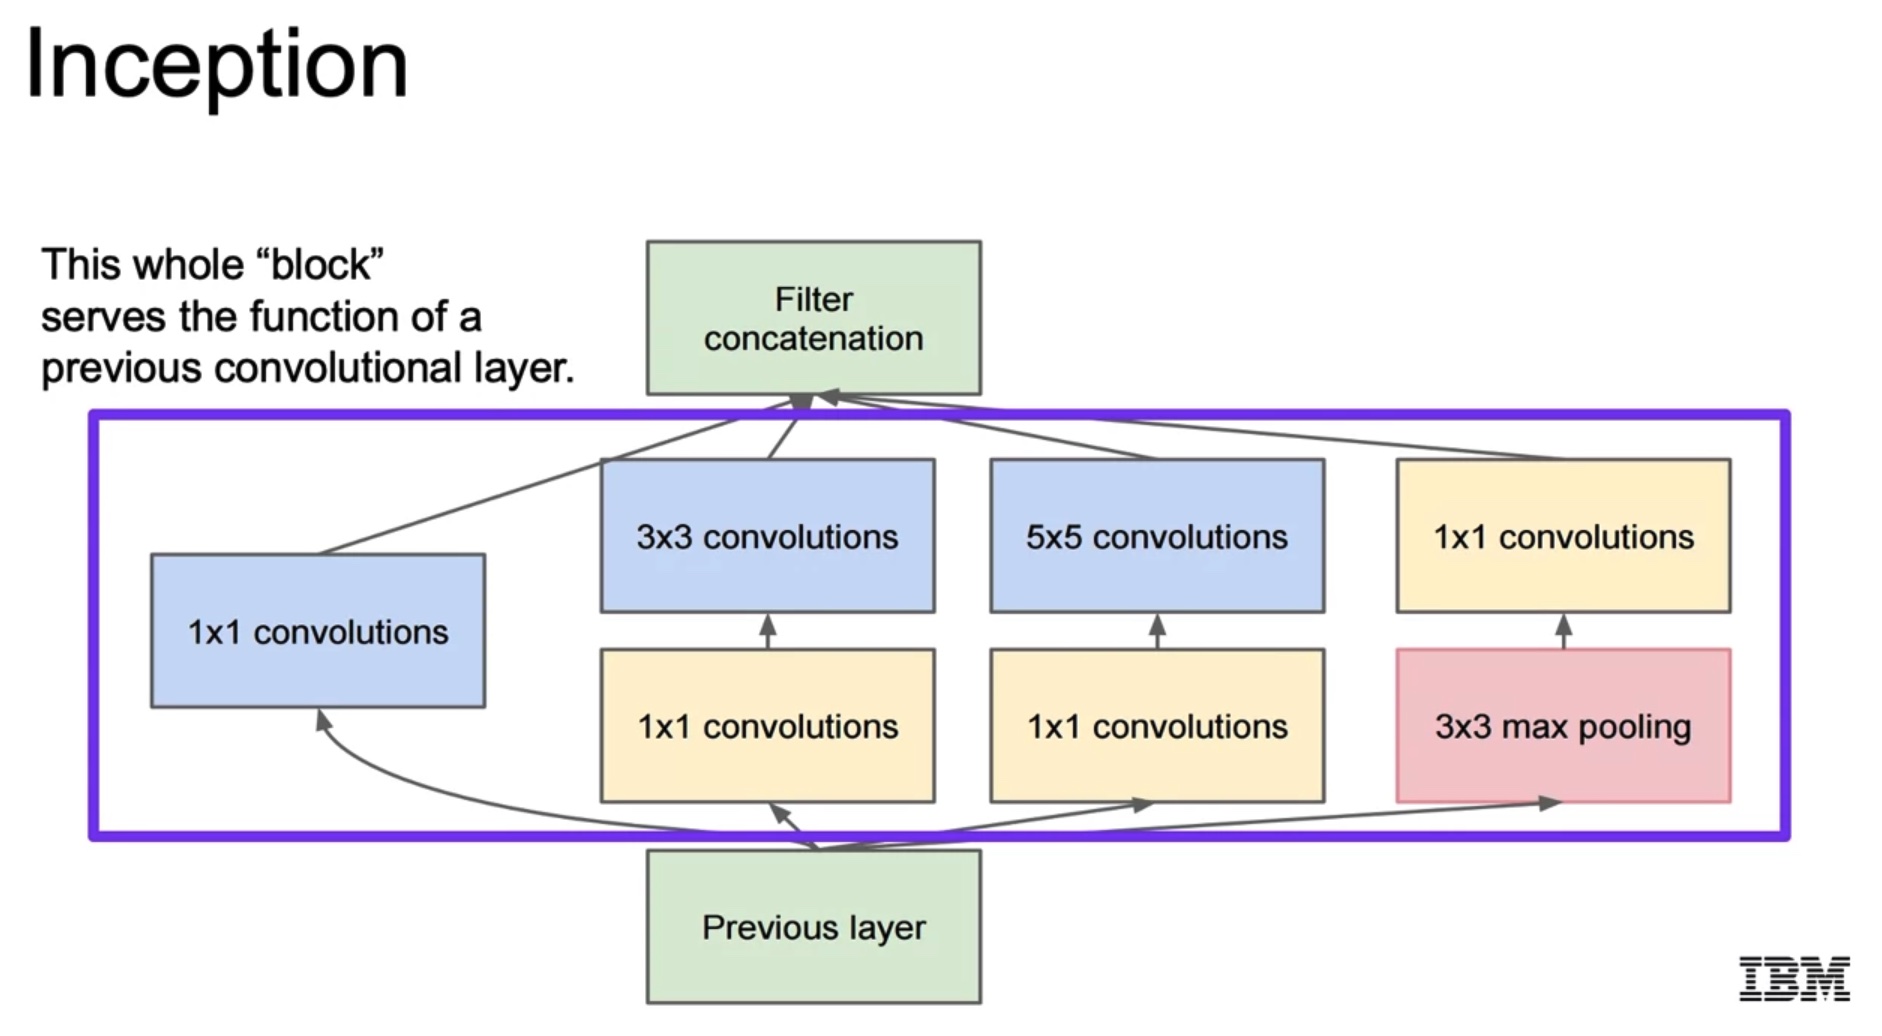 Inception
This whole “block”
serves the function of a
previous convolutional layer.
Filter
concatenation
3x3 convolutions
5x5 convolutions
1x1 convolutions
1x1 convolutions
1x1 convolutions
1x1 convolutions
3x3 max pooling
Previous layer
IBM